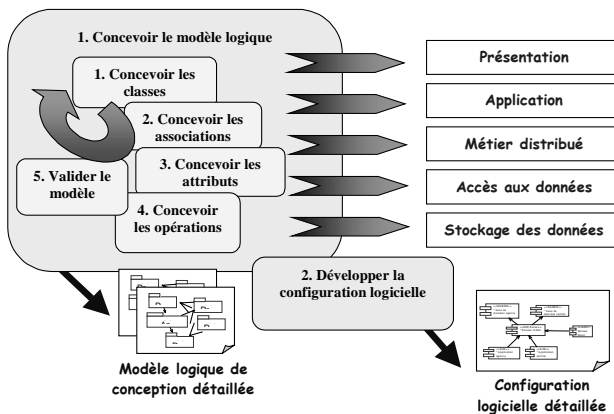 1. Concevoir le modèle logique
1. Concevoir les
classes
2. Concevoir les
associations
3. Concevoir les
attributs
4. Concevoir
les opérations
5. Valider le
modèle
Présentation
Application
Métier distribué
Accès aux données
Stockage des données
2. Développer la
configuration logicielle
Modèle logique de
conception détaillée
Configuration
logicielle détaillée